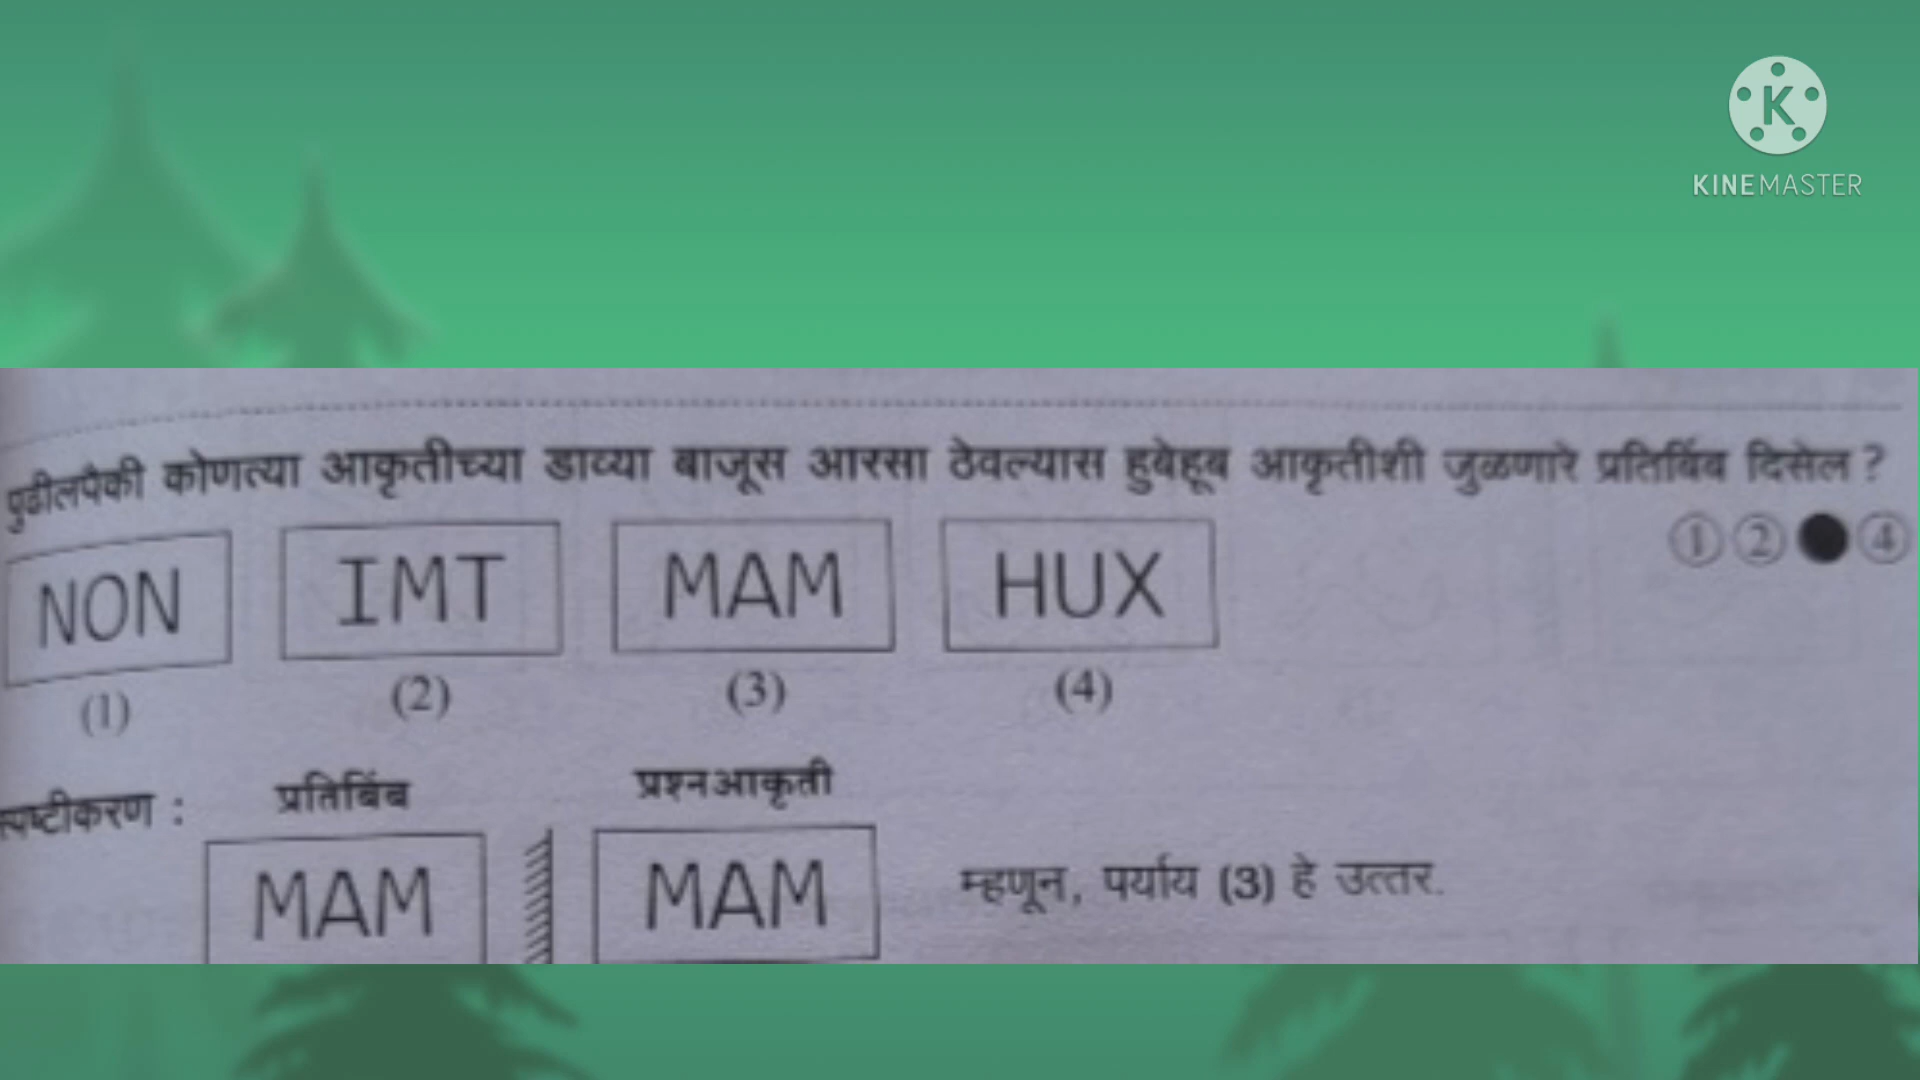 K
KINEMASTER
पुढीलपैकी कोणत्या आकृतीच्या डाव्या बाजूस आरसा ठेवल्यास हुबेहूब आकृतीशी जुळणारे प्रतिबिंब दिसेल ?
① ② ● ④
NON IMT MAM HUX
(1) (2) (3) (4)
स्पष्टीकरण : प्रतिबिंब प्रश्नआकृती
MAM MAM म्हणून, पर्याय (3) हे उत्तर.